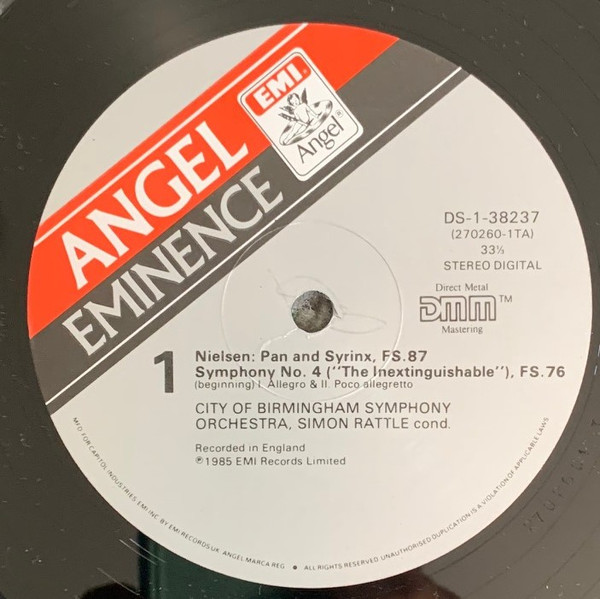 ANGEL
EMINENCE
EMI
Angel®
DS-1-38237
(270260-1TA)
33⅓
STEREO DIGITAL
Direct Metal
DMM™
Mastering
1
Nielsen: Pan and Syrinx, FS.87
Symphony No. 4 (''The Inextinguishable''), FS.76
(beginning) I. Allegro & II. Poco allegretto
CITY OF BIRMINGHAM SYMPHONY
ORCHESTRA, SIMON RATTLE cond.
Recorded in England
℗1985 EMI Records Limited
MFD. FOR CAPITOL INDUSTRIES-EMI, INC. BY EMI RECORDS UK. ANGEL MARCA REG. • ALL RIGHTS RESERVED. UNAUTHORISED DUPLICATION IS A VIOLATION OF APPLICABLE LAWS